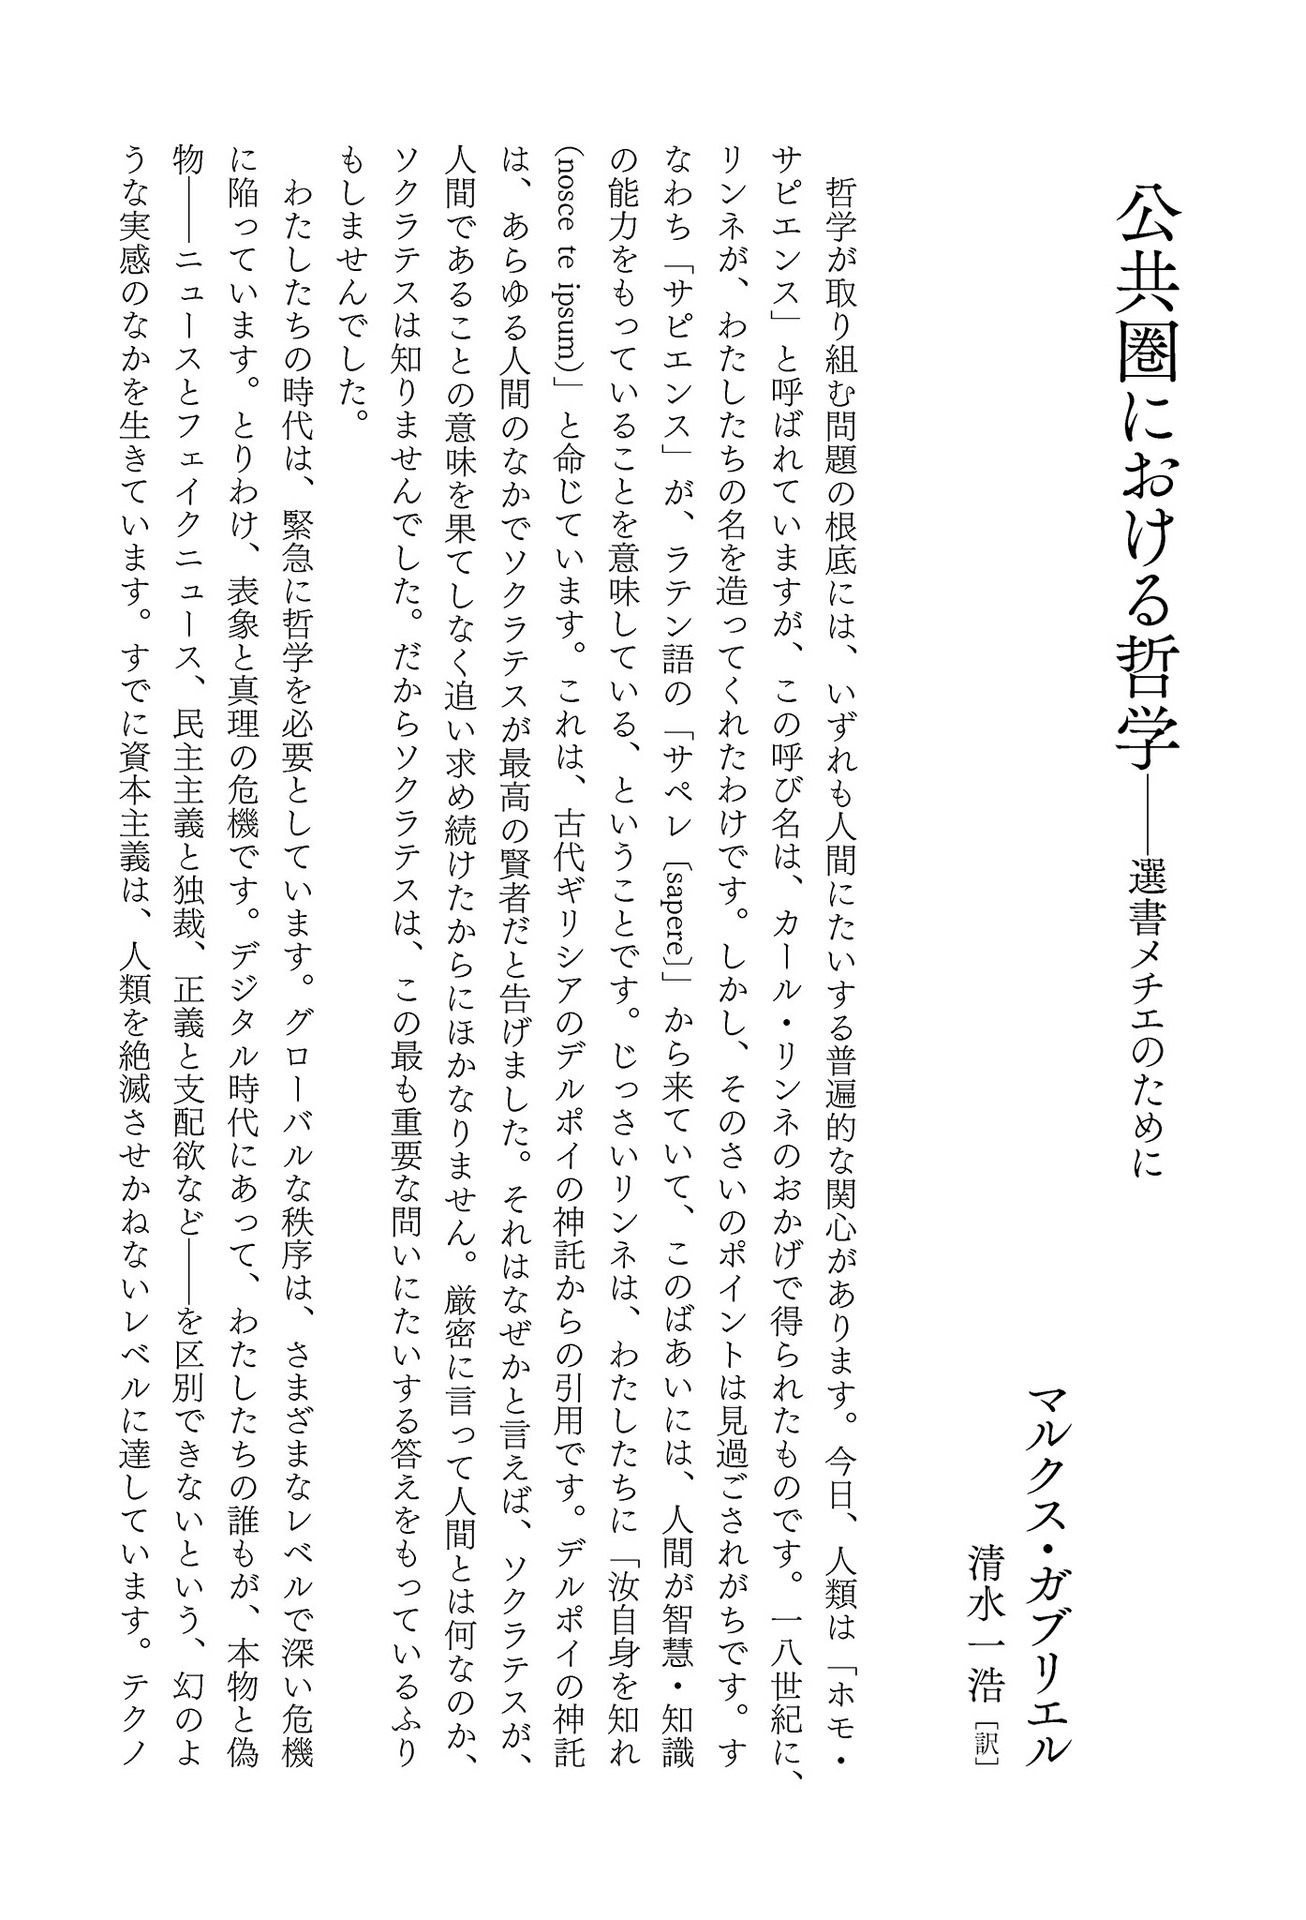 公共圏における哲学――選書メチエのために
マルクス・ガブリエル
清水一浩［訳］
哲学が取り組む問題の根底には、いずれも人間にたいする普遍的な関心があります。今日、人類は「ホモ・
サピエンス」と呼ばれていますが、この呼び名は、カール・リンネのおかげで得られたものです。一八世紀に、
リンネが、わたしたちの名を造ってくれたわけです。しかし、そのさいのポイントは見過ごされがちです。す
なわち「サピエンス」が、ラテン語の「サペレ〔sapere〕」から来ていて、このばあいには、人間が智慧・知識
の能力をもっていることを意味している、ということです。じっさいリンネは、わたしたちに「汝自身を知れ
(nosce te ipsum)」と命じています。これは、古代ギリシアのデルポイの神託からの引用です。デルポイの神託
は、あらゆる人間のなかでソクラテスが最高の賢者だと告げました。それはなぜかと言えば、ソクラテスが、
人間であることの意味を果てしなく追い求め続けたからにほかなりません。厳密に言って人間とは何なのか、
ソクラテスは知りませんでした。だからソクラテスは、この最も重要な問いにたいする答えをもっているふり
もしませんでした。
わたしたちの時代は、緊急に哲学を必要としています。グローバルな秩序は、さまざまなレベルで深い危機
に陥っています。とりわけ、表象と真理の危機です。デジタル時代にあって、わたしたちの誰もが、本物と偽
物――ニュースとフェイクニュース、民主主義と独裁、正義と支配欲など――を区別できないという、幻のよ
うな実感のなかを生きています。すでに資本主義は、人類を絶滅させかねないレベルに達しています。テクノ